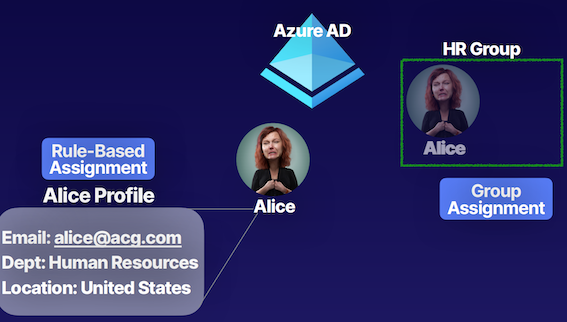 Azure AD
HR Group
Alice
Rule-Based
Assignment
Alice Profile
Alice
Group
Assignment
Email: alice@acg.com
Dept: Human Resources
Location: United States